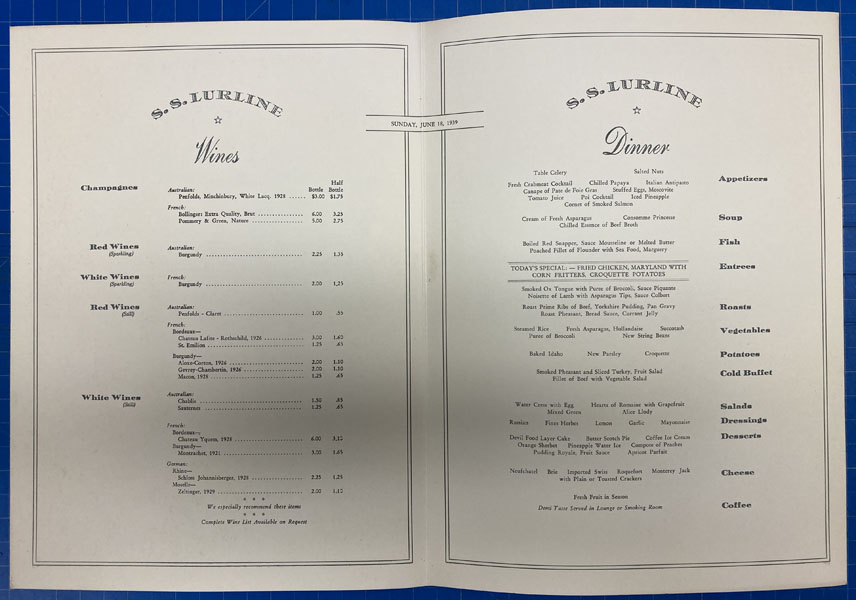 S.S. LURLINE
Wines
Half
Bottle Bottle
Champagnes
Australian:
Penfolds, Minchinbury, White Lacq. 1928 ...... $3.00 $1.75
French:
Bollinger Extra Quality, Brut ................ 6.00 3.25
Pommery & Green, Nature .................. 5.00 2.75
Red Wines
(Sparkling)
Australian:
Burgundy ................................ 2.25
White Wines
(Sparkling)
French:
Burgundy ................................ 2.00 1.25
Red Wines
(Still)
Australian:
Penfolds - Claret ......................... 1.00 .55
French:
Bordeaux—
Chateau Lafite - Rothschild, 1926 .............. 3.00 1.60
St. Emilion ................................ 1.25 .65
Burgundy—
Aloxe-Corton, 1926 .......................... 2.00 1.10
Gevrey-Chambertin, 1926 ..................... 2.00 1.10
Macon, 1928 ................................ 1.25 .65
White Wines
(Still)
Australian:
Chablis .................................. 1.50 .85
Sauternes ................................ 1.25 .65
French:
Bordeaux—
Chateau Yquem, 1928 ........................ 6.00
Burgundy—
Montrachet, ............................ 3.00 1.65
German:
Rhine—
Schloss Johannisberger, 1928 .................. 2.25 1.25
Moselle—
Zeltinger, 1929 ............................ 2.00 1.10
* * *
We especially recommend these items
* * *
Complete Wine List Available on Request
SUNDAY, JUNE 18, 1939
S.S. LURLINE
Dinner
Table Celery Salted Nuts
Appetizers
Fresh Crabmeat Cocktail Chilled Papaya Italian Antipasto
Canape of Pate de Foie Gras Stuffed Eggs, Moscovite
Tomato Juice Poi Cocktail Iced Pineapple
Cornet of Smoked Salmon
Soup
Cream of Fresh Asparagus Consomme Princesse
Chilled Essence of Beef Broth
Fish
Boiled Red Snapper, Sauce Mousseline or Melted Butter
Poached Fillet of Flounder with Sea Food, Marguery
Entrees
TODAY'S SPECIAL: — FRIED CHICKEN, MARYLAND WITH
CORN FRITTERS, CROQUETTE POTATOES
Smoked Ox Tongue with Puree of Broccoli, Sauce Piquante
Noisette of Lamb with Asparagus Tips, Sauce Colbert
Roasts
Roast Prime Ribs of Beef, Yorkshire Pudding, Pan Gravy
Roast Pheasant, Bread Sauce, Currant Jelly
Vegetables
Steamed Rice Fresh Asparagus, Hollandaise Succotash
Puree of Broccoli New String Beans
Potatoes
Baked Idaho New Parsley Croquette
Cold Buffet
Smoked Pheasant and Sliced Turkey, Fruit Salad
Fillet of Beef with Vegetable Salad
Salads
Water Cress with Egg Hearts of Romaine with Grapefruit
Mixed Green Alice Lindy
Dressings
Russian Fines Herbes Lemon Garlic Mayonnaise
Desserts
Devil Food Layer Cake Butter Scotch Pie Coffee Ice Cream
Orange Sherbet Pineapple Water Ice Compote of Peaches
Pudding Royale, Fruit Sauce Apricot Parfait
Cheese
Neufchatel Brie Imported Swiss Roquefort Monterey Jack
with Plain or Toasted Crackers
Fresh Fruit in Season
Coffee
Demi Tasse Served in Lounge or Smoking Room